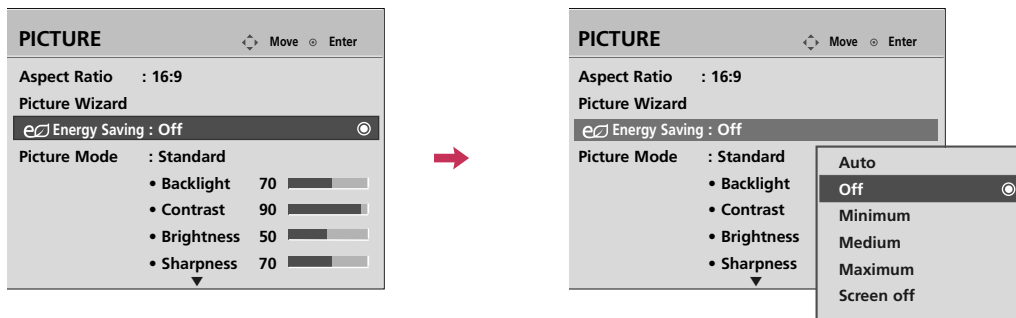 PICTURE Move Enter
Aspect Ratio : 16:9
Picture Wizard
e Energy Saving : Off
Picture Mode : Standard
• Backlight 70
• Contrast 90
• Brightness 50
• Sharpness 70
PICTURE Move Enter
Aspect Ratio : 16:9
Picture Wizard
e Energy Saving : Off
Picture Mode : Standard
• Backlight
• Contrast
• Brightness
• Sharpness
Auto
Off
Minimum
Medium
Maximum
Screen off